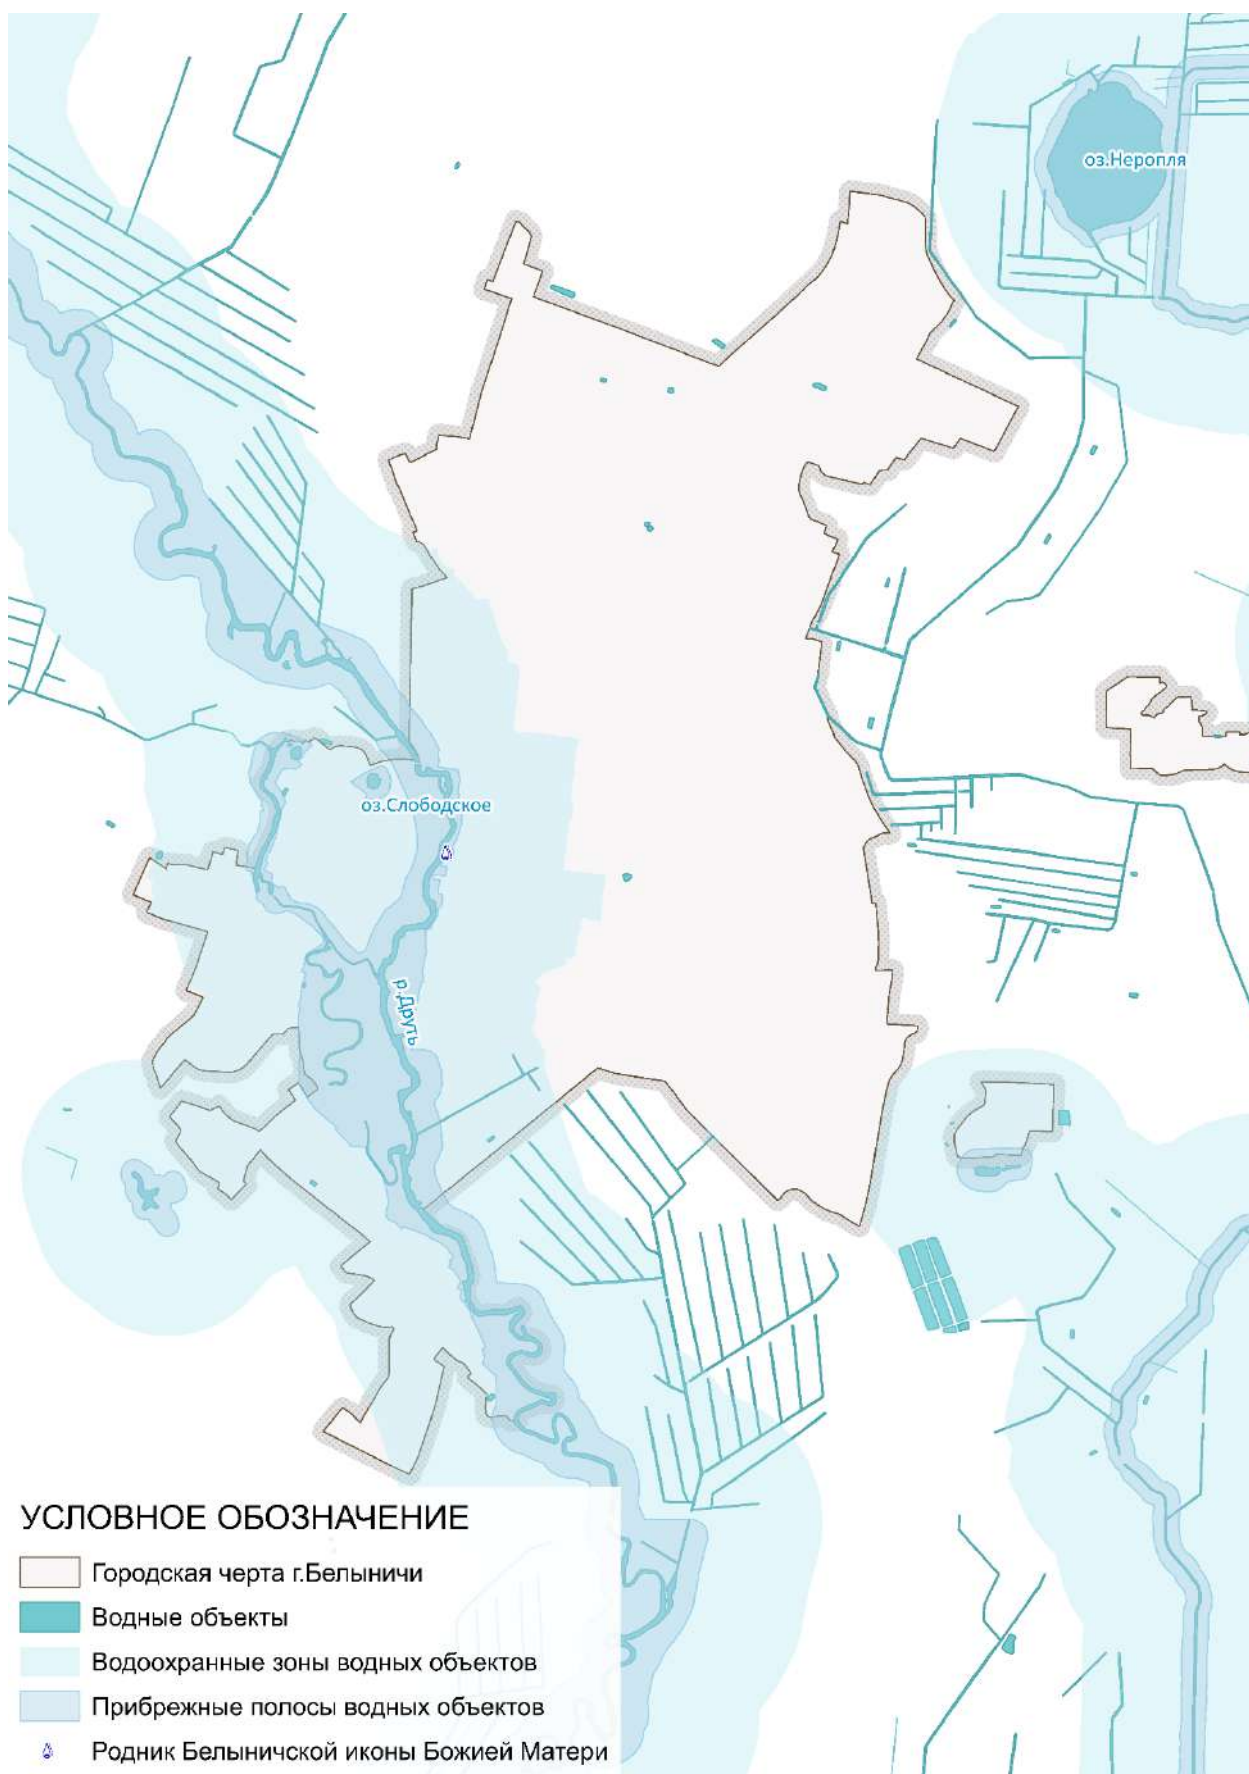 оз.Неропля
оз.Слободское
р.Друть
УСЛОВНОЕ ОБОЗНАЧЕНИЕ
Городская черта г.Белыничи
Водные объекты
Водоохранные зоны водных объектов
Прибрежные полосы водных объектов
Родник Белыничской иконы Божией Матери